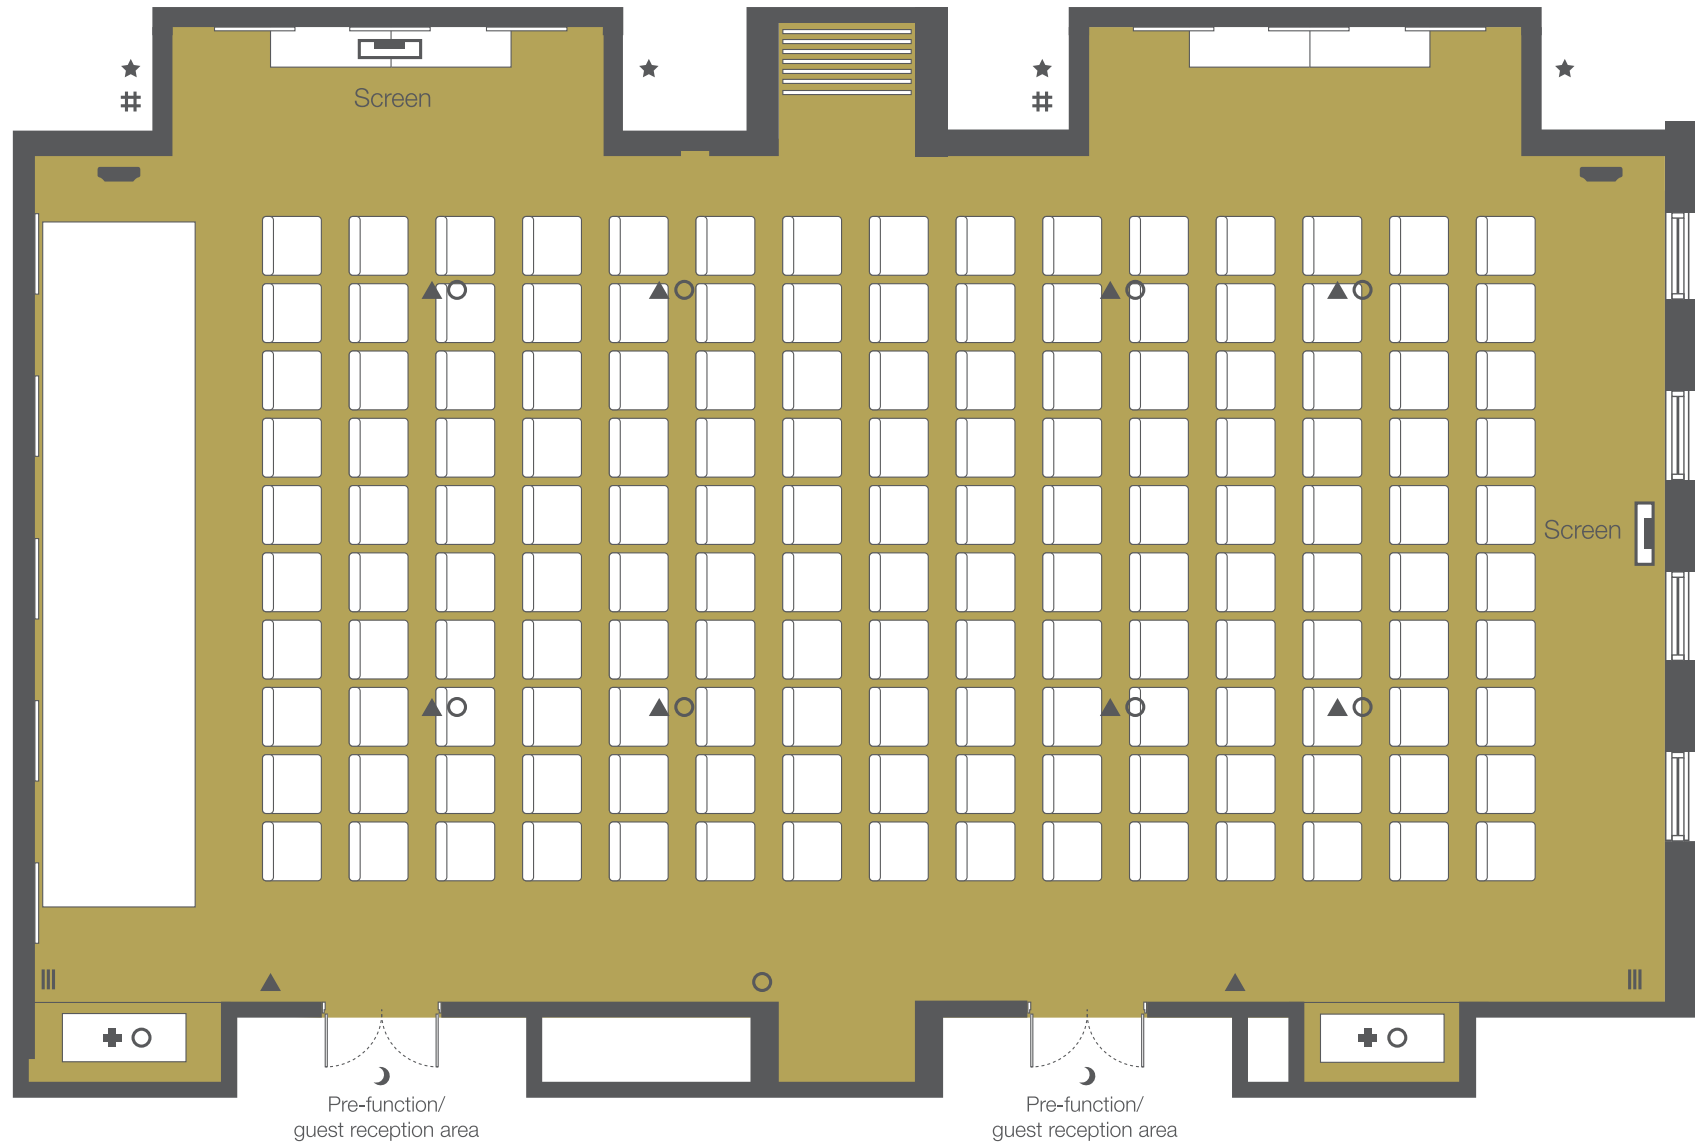 Screen
Screen
Pre-function/
guest reception area
Pre-function/
guest reception area